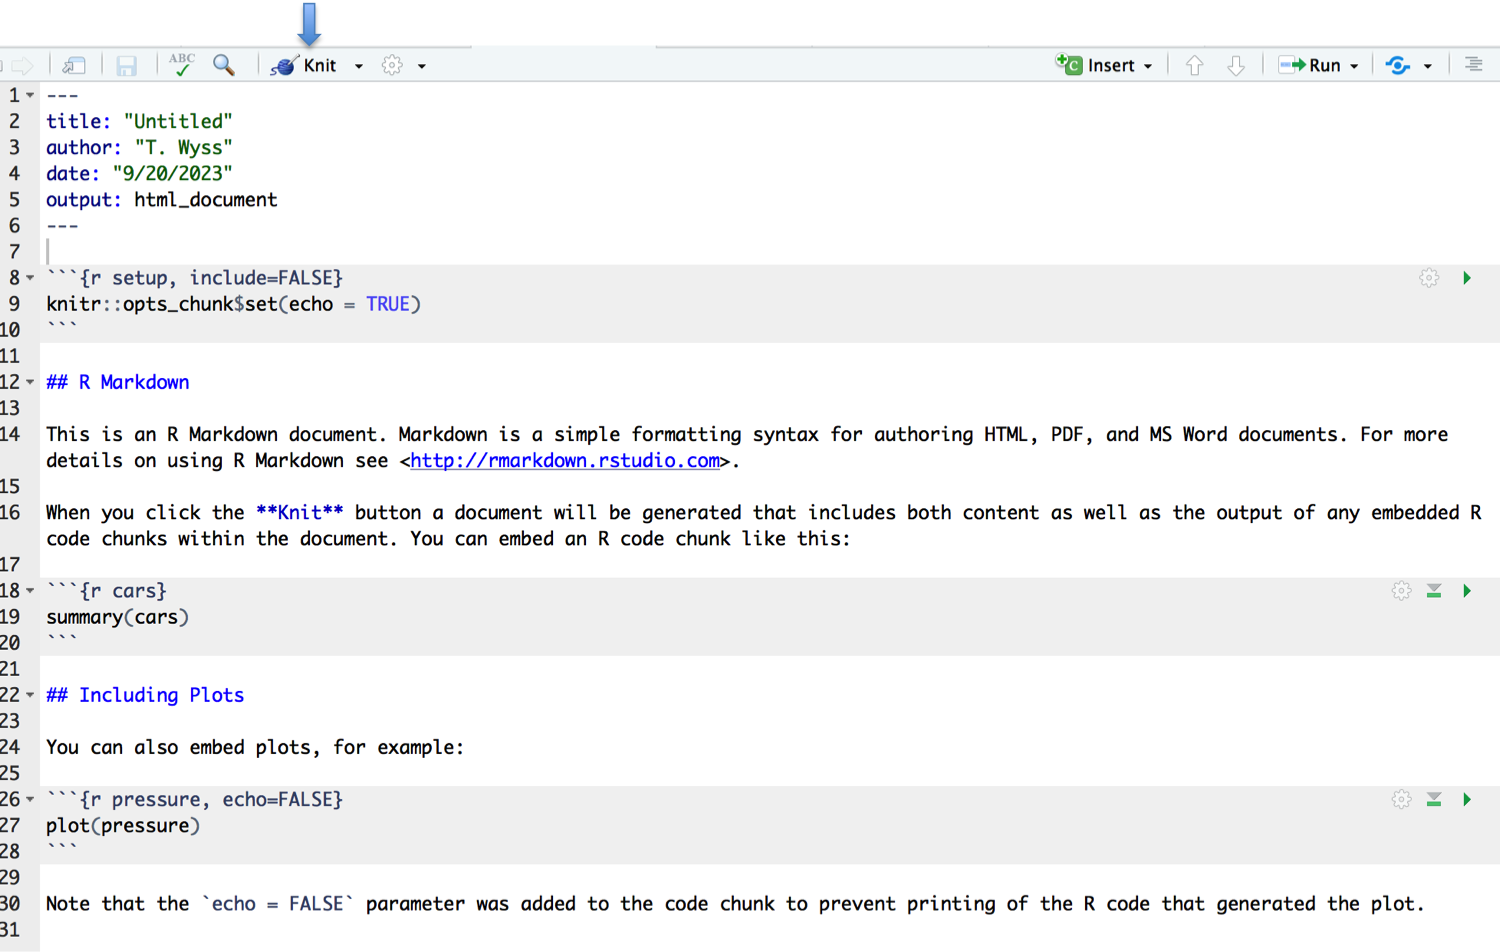 ABC Knit Insert Run
1 ---
2 title: "Untitled"
3 author: "T. Wyss"
4 date: "9/20/2023"
5 output: html_document
6 ---
7
8 ```{r setup, include=FALSE}
9 knitr::opts_chunk$set(echo = TRUE)
10 ```
11
12 ## R Markdown
13
14 This is an R Markdown document. Markdown is a simple formatting syntax for authoring HTML, PDF, and MS Word documents. For more
details on using R Markdown see <http://rmarkdown.rstudio.com>.
15
16 When you click the **Knit** button a document will be generated that includes both content as well as the output of any embedded R
code chunks within the document. You can embed an R code chunk like this:
17
18 ```{r cars}
19 summary(cars)
20 ```
21
22 ## Including Plots
23
24 You can also embed plots, for example:
25
26 ```{r pressure, echo=FALSE}
27 plot(pressure)
28 ```
29
30 Note that the `echo = FALSE` parameter was added to the code chunk to prevent printing of the R code that generated the plot.
31